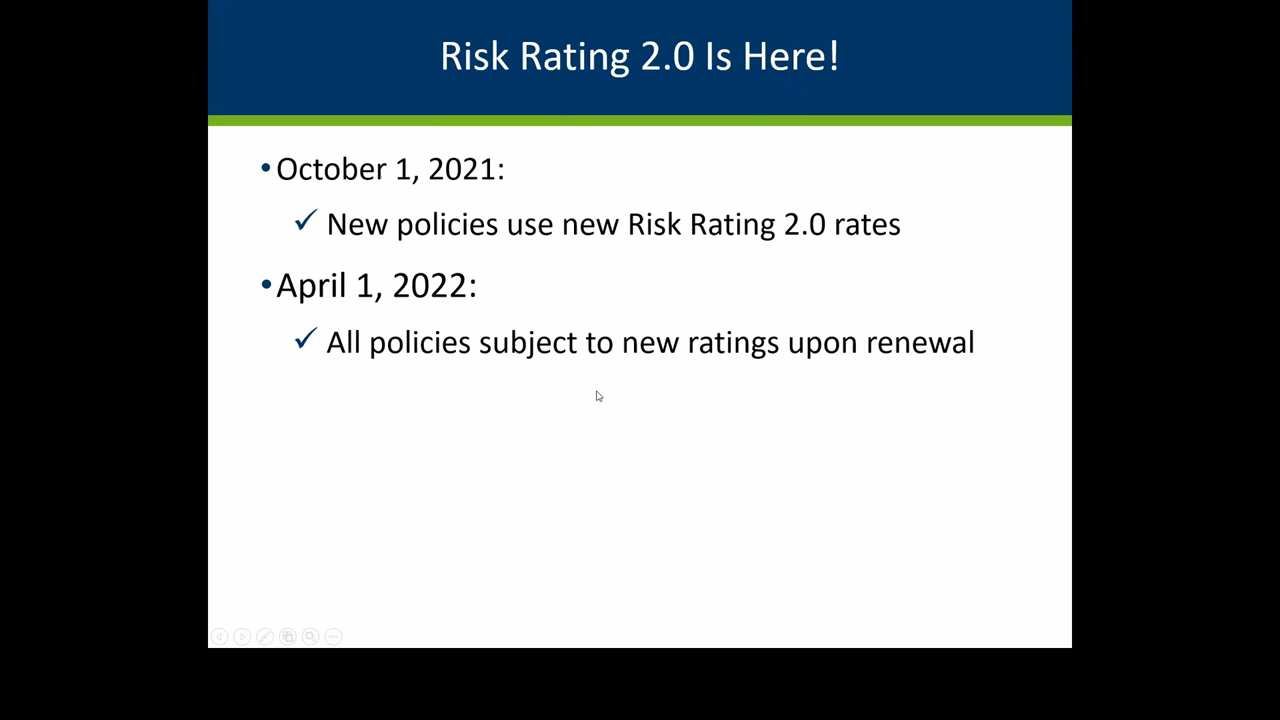 Risk Rating 2.0 Is Here!
•October 1, 2021:
✓ New policies use new Risk Rating 2.0 rates
•April 1, 2022:
✓ All policies subject to new ratings upon renewal